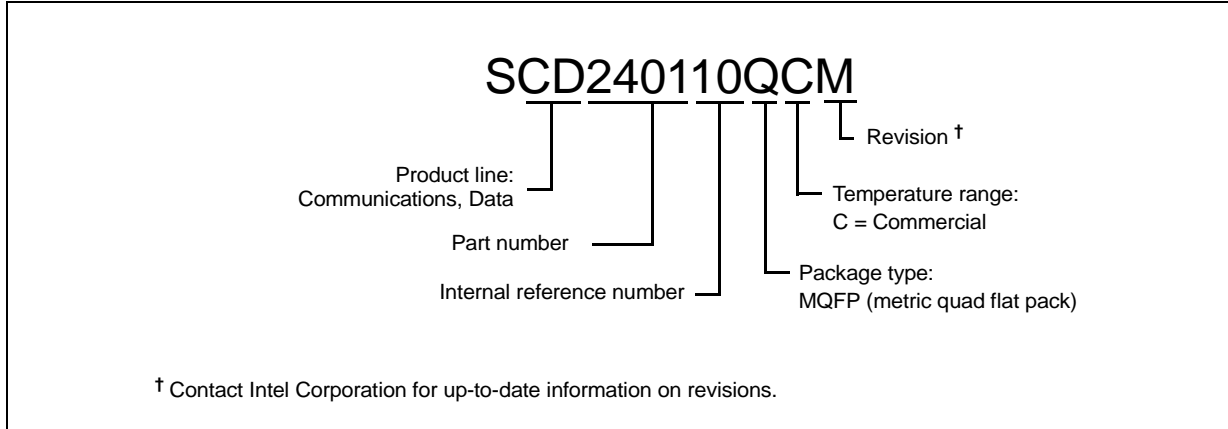 SCD240110QCM
Revision †
Product line:
Communications, Data
Temperature range:
C = Commercial
Part number
Package type:
MQFP (metric quad flat pack)
Internal reference number
† Contact Intel Corporation for up-to-date information on revisions.